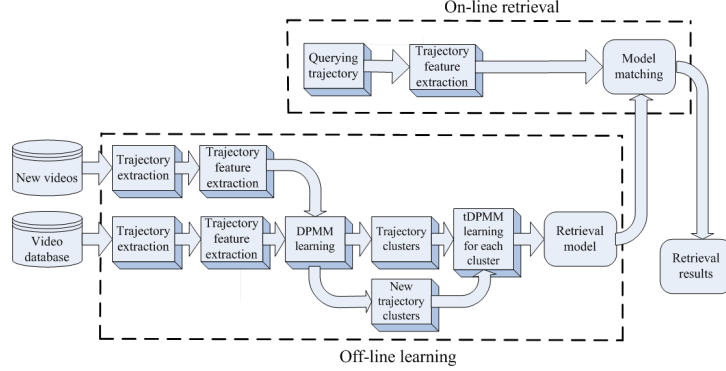 On-line retrieval
Querying
trajectory
Trajectory
feature
extraction
Model
matching
New videos
Trajectory
extraction
Trajectory
feature
extraction
Video
database
Trajectory
extraction
Trajectory
feature
extraction
DPMM
learning
Trajectory
clusters
tDPMM
learning
for each
cluster
Retrieval
model
New
trajectory
clusters
Retrieval
results
Off-line learning